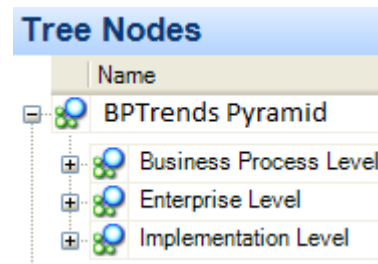 Tree Nodes
Name
BPTrends Pyramid
Business Process Level
Enterprise Level
Implementation Level